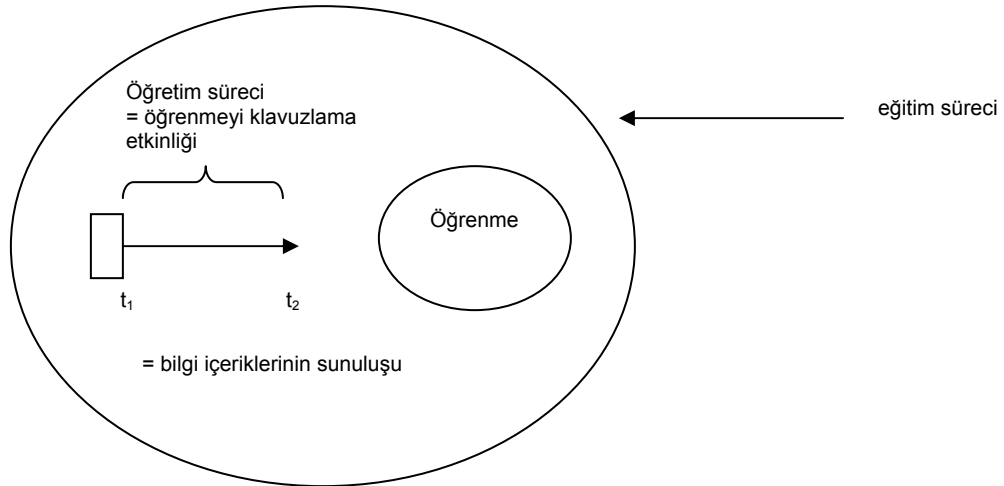 Öğretim süreci
= öğrenmeyi klavuzlama
etkinliği
eğitim süreci
Öğrenme
t₁
t₂
= bilgi içeriklerinin sunuluşu